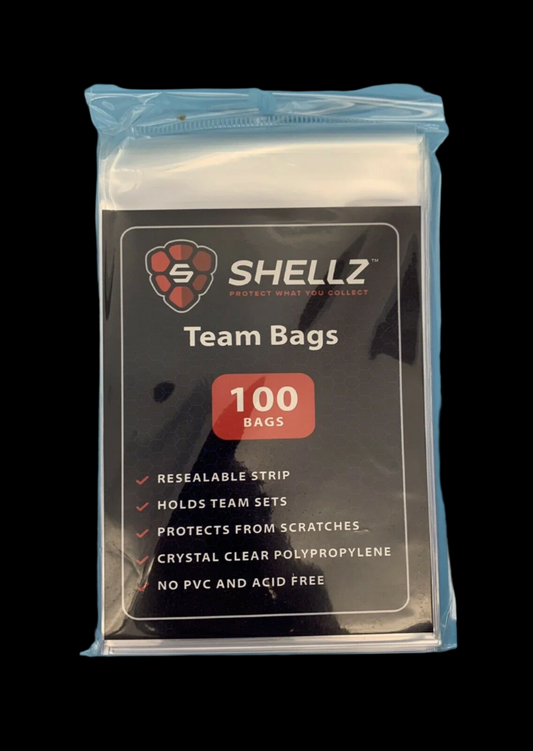 S
SHELLZ™
PROTECT WHAT YOU COLLECT
Team Bags
100
BAGS
RESEALABLE STRIP
HOLDS TEAM SETS
PROTECTS FROM SCRATCHES
CRYSTAL CLEAR POLYPROPYLENE
NO PVC AND ACID FREE